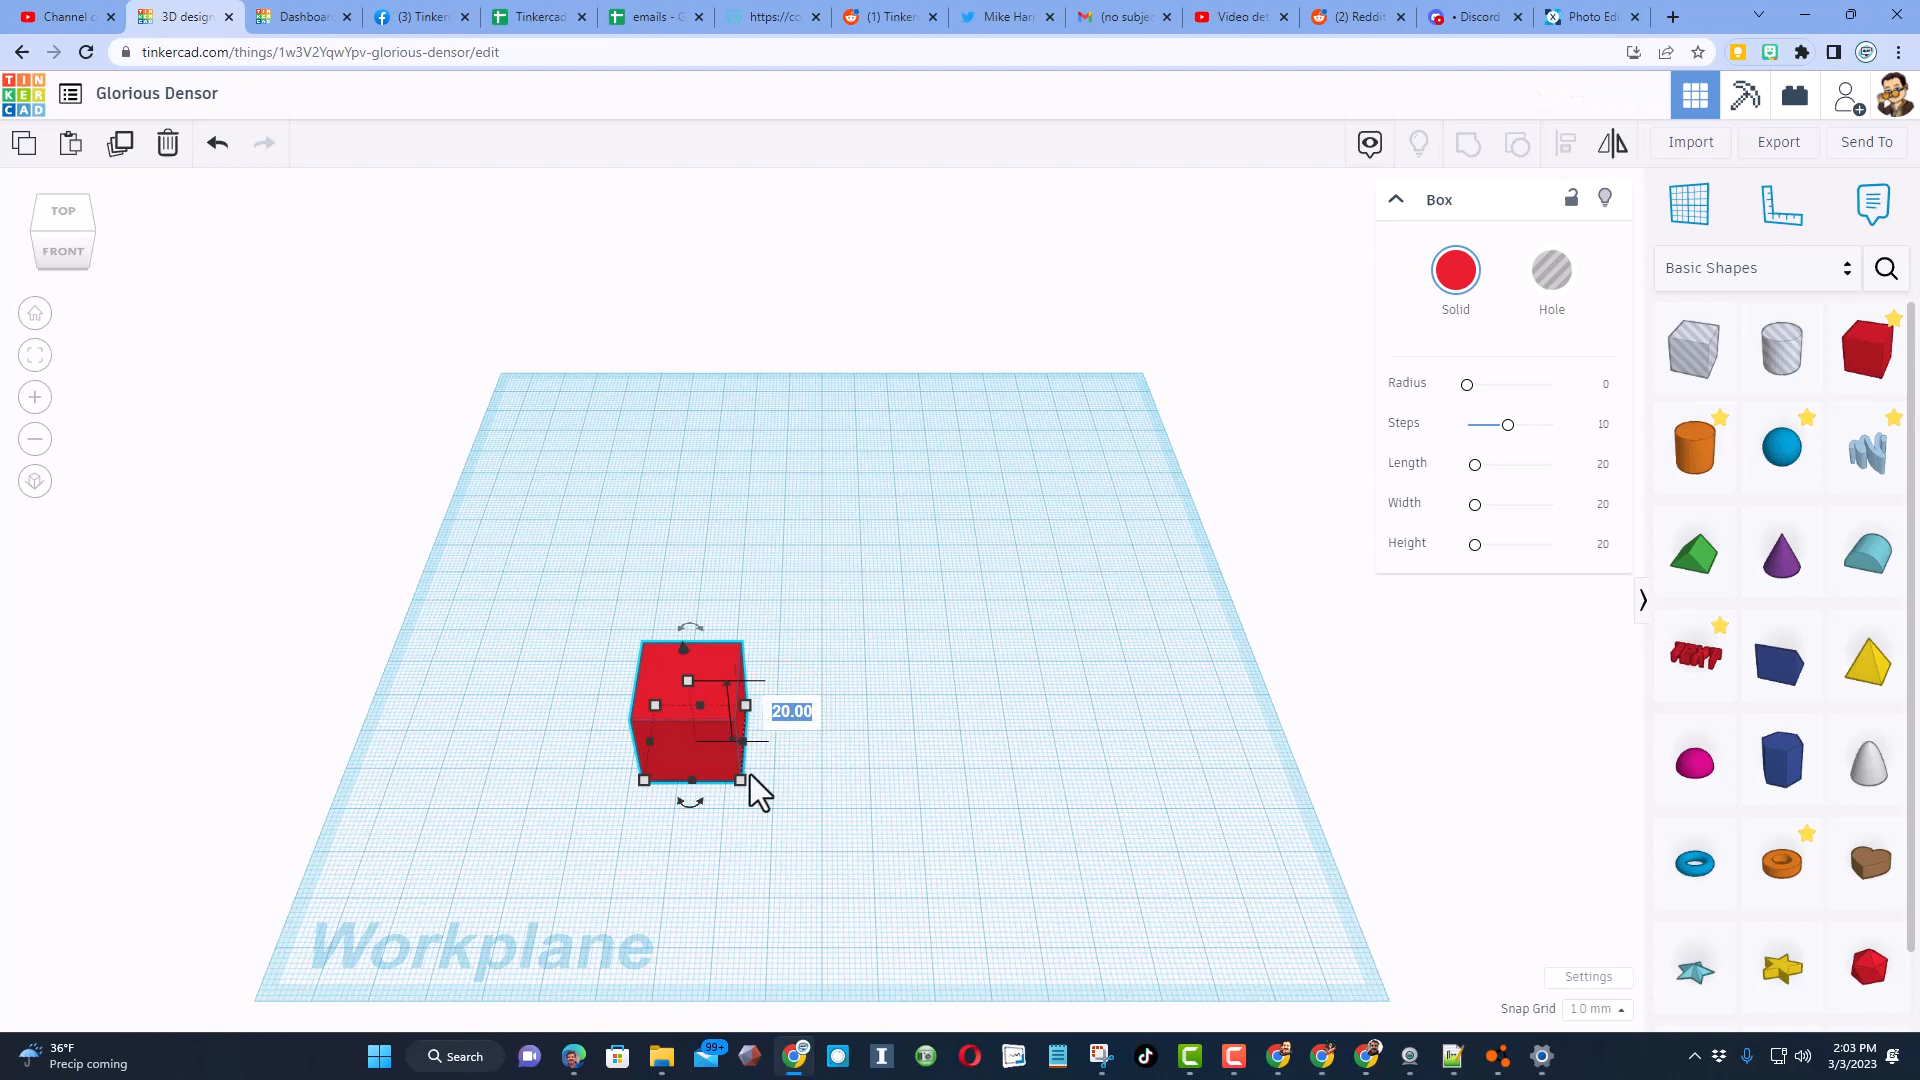 Channel c
3D design
Dashboar
(3) Tinker
Tinkercad
emails - G
https://co
(1) Tinker
Mike Har
(no subje
Video det
(2) Reddit
• Discord
Photo Edi
tinkercad.com/things/1w3V2YqwYpv-glorious-densor/edit
TIN
KER
CAD
Glorious Densor
Import
Export
Send To
TOP
FRONT
Box
Solid
Hole
Radius 0
Steps 10
Length 20
Width 20
Height 20
Basic Shapes
TEXT
20.00
Workplane
Settings
Snap Grid 1.0 mm
36°F
Precip coming
Search
99+
2:03 PM
3/3/2023